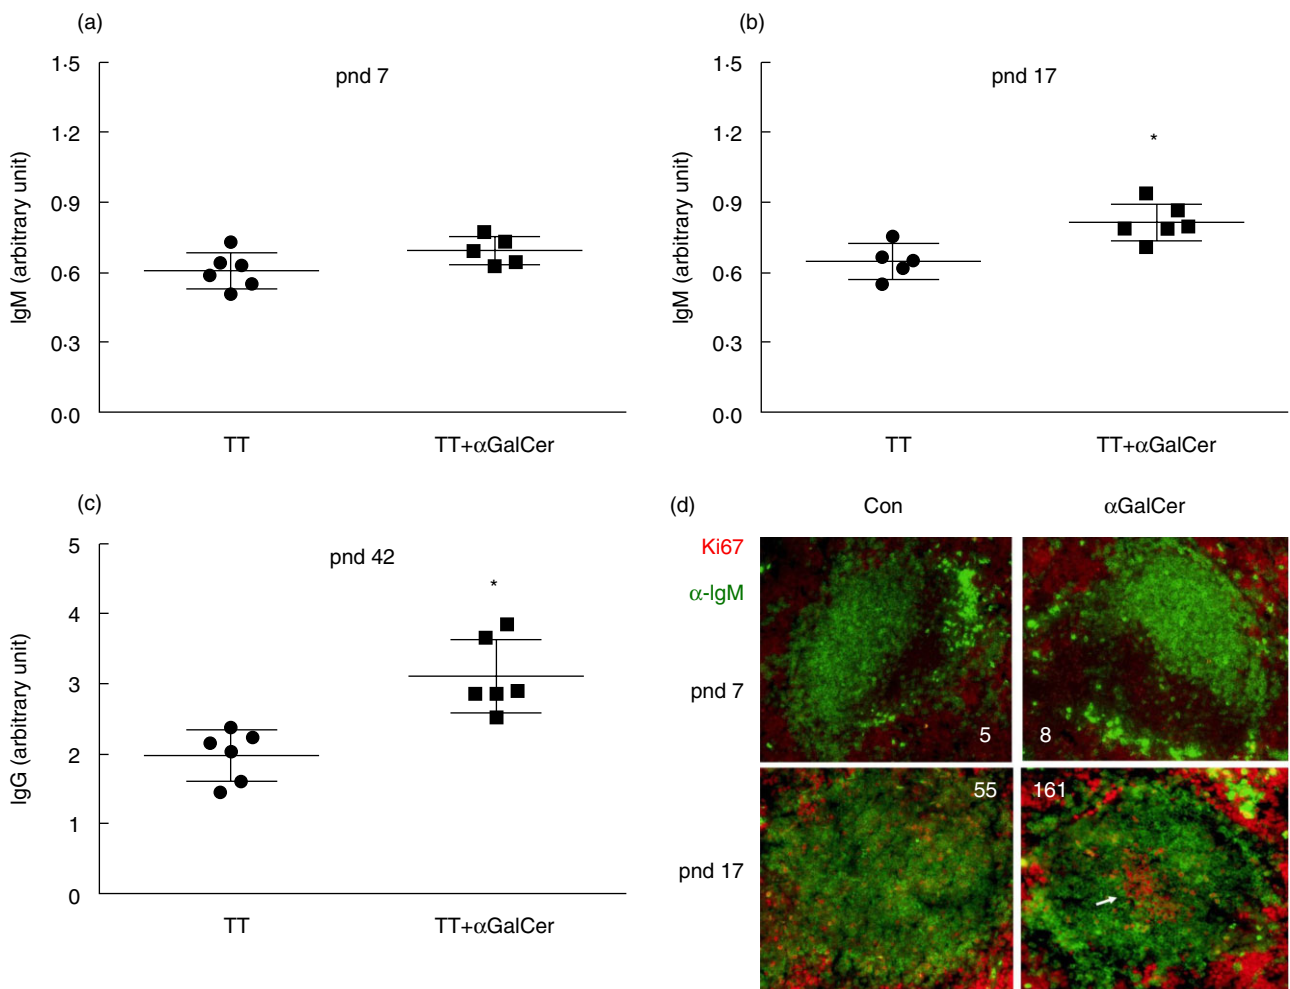 (a)
pnd 7
1·5
1·2
0·9
0·6
0·3
0·0
IgM (arbitrary unit)
TT
TT+αGalCer
(b)
pnd 17
1·5
1·2
0·9
0·6
0·3
0·0
IgM (arbitrary unit)
*
TT
TT+αGalCer
(c)
pnd 42
5
4
3
2
1
0
IgG (arbitrary unit)
*
TT
TT+αGalCer
(d)
Con
αGalCer
Ki67
α-IgM
pnd 7
5
8
pnd 17
55
161